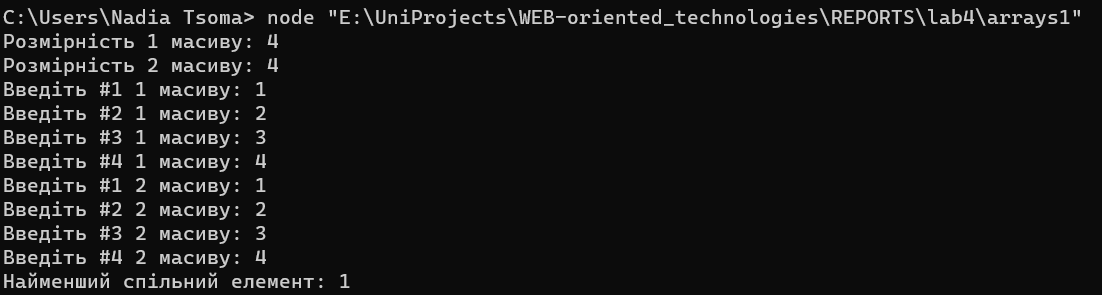 C:\Users\Nadia Tsoma> node "E:\UniProjects\WEB-oriented_technologies\REPORTS\lab4\arrays1"
Розмірність 1 масиву: 4
Розмірність 2 масиву: 4
Введіть #1 1 масиву: 1
Введіть #2 1 масиву: 2
Введіть #3 1 масиву: 3
Введіть #4 1 масиву: 4
Введіть #1 2 масиву: 1
Введіть #2 2 масиву: 2
Введіть #3 2 масиву: 3
Введіть #4 2 масиву: 4
Найменший спільний елемент: 1